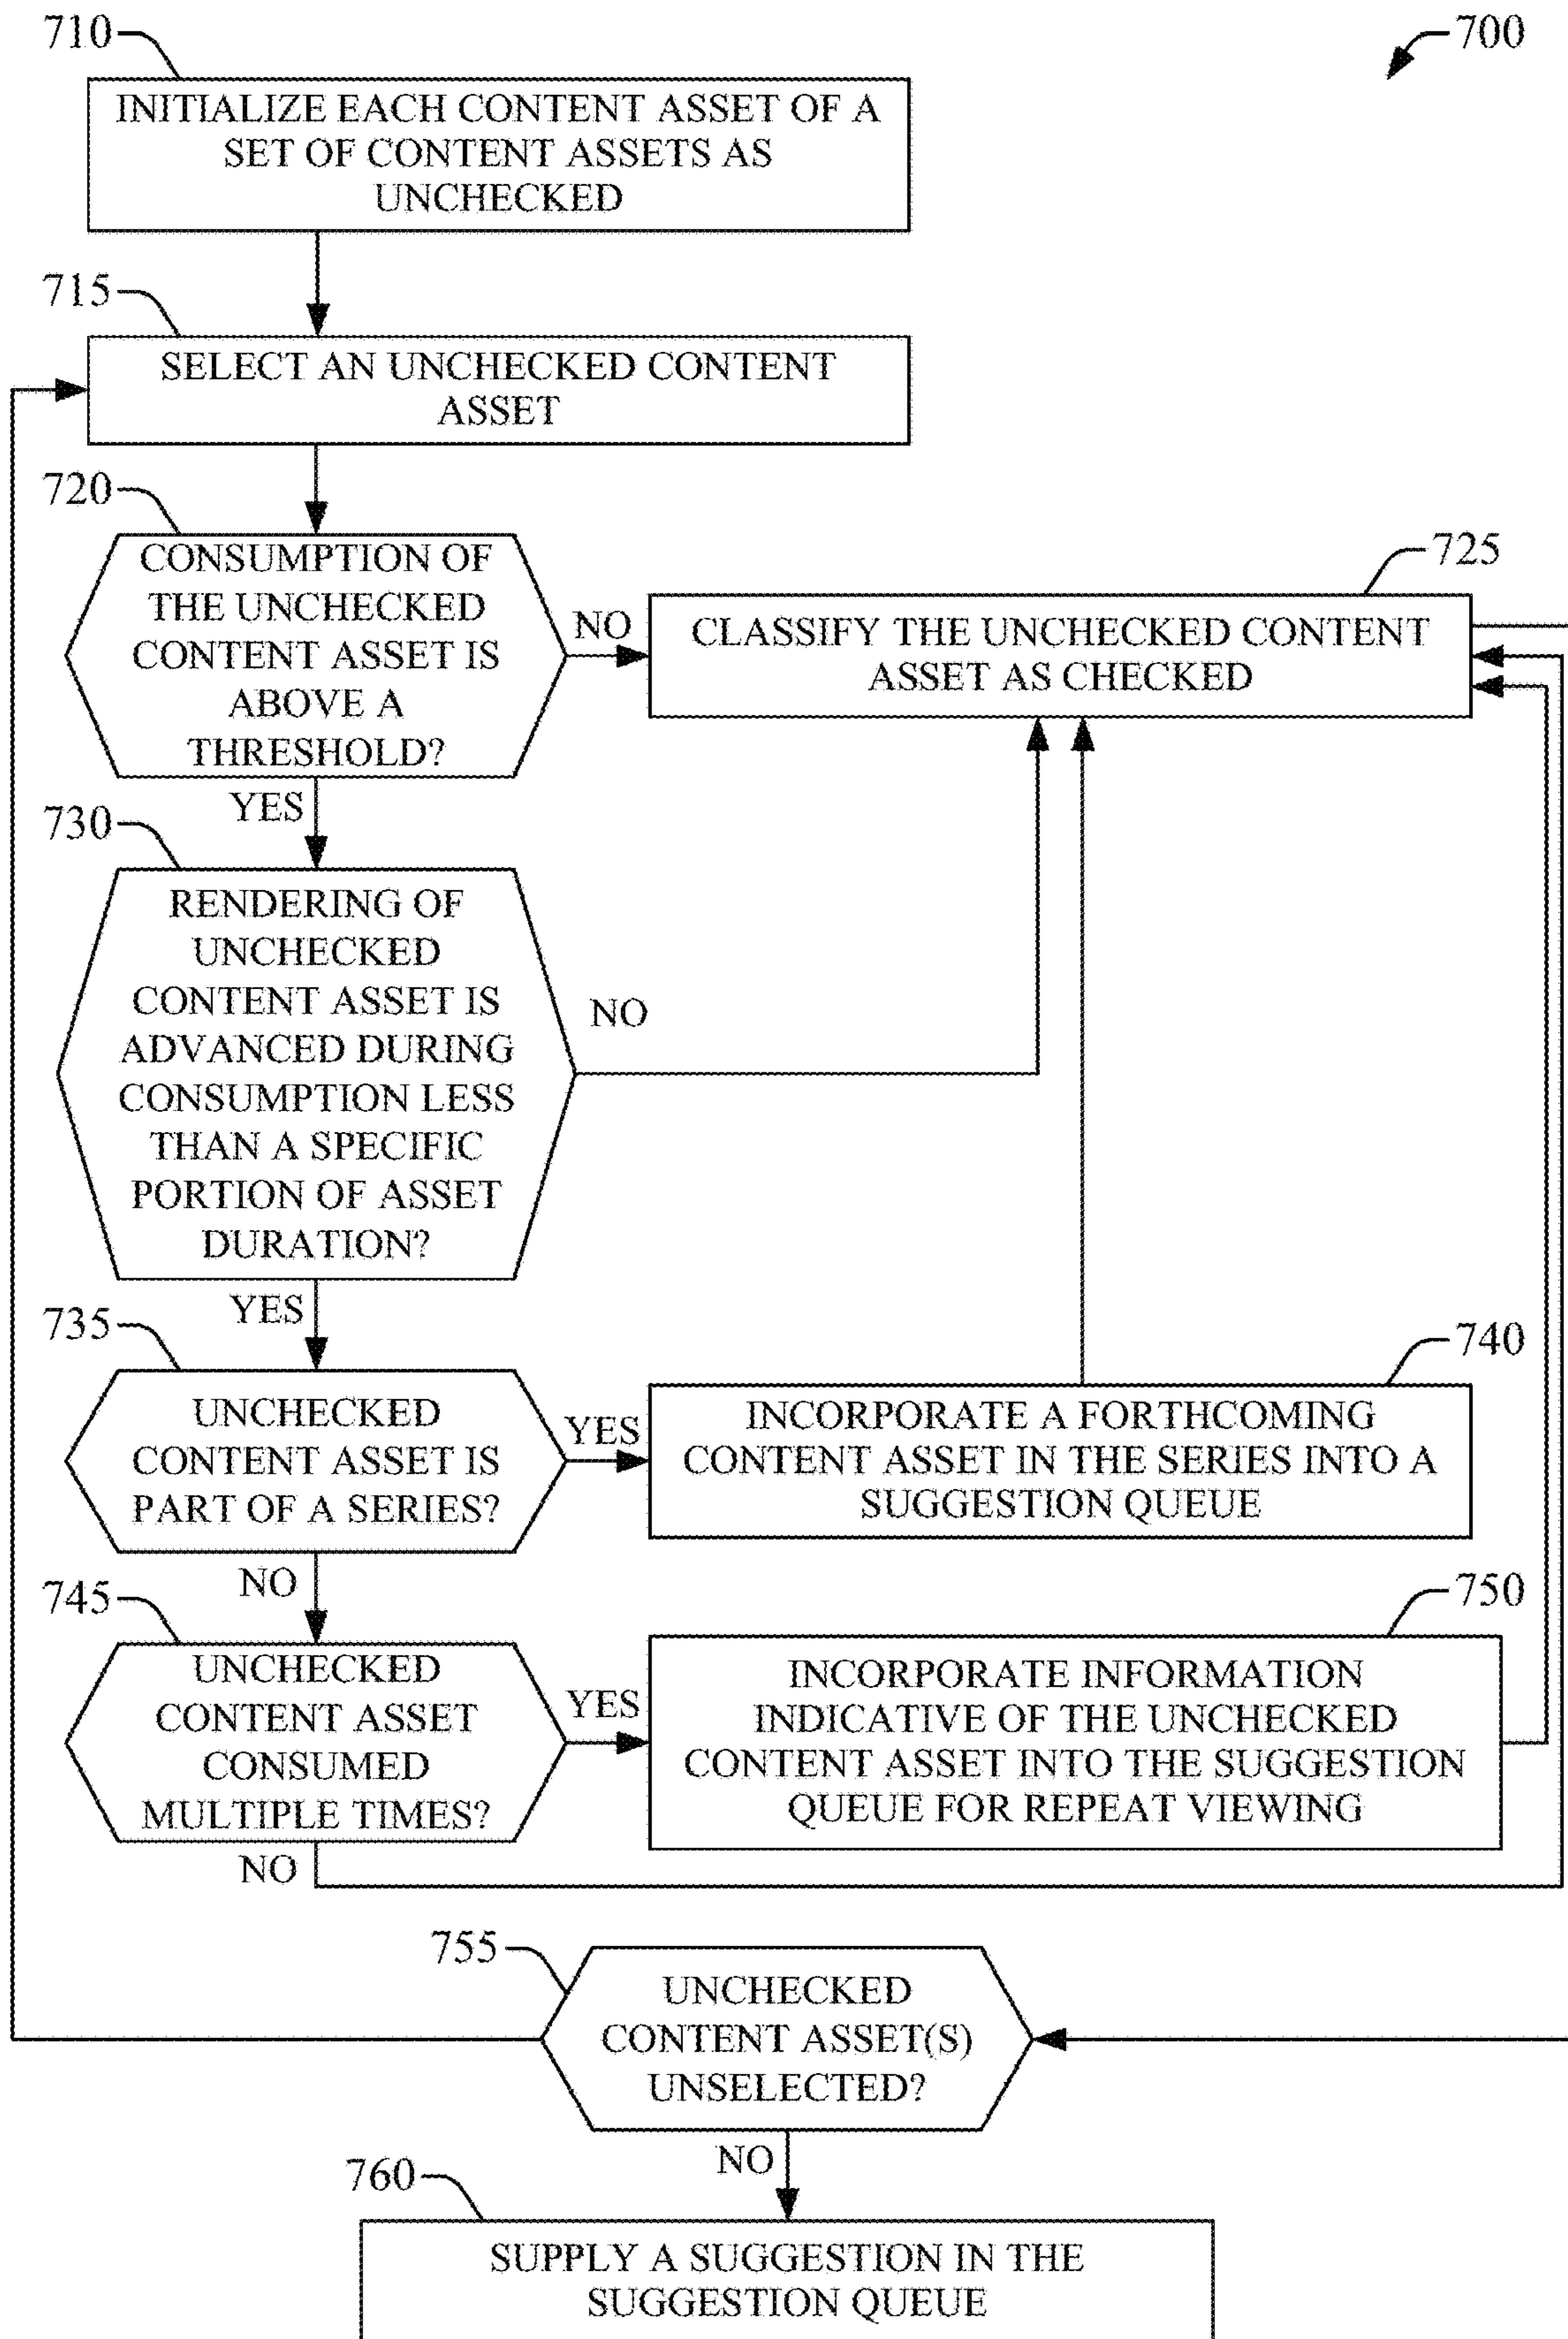 710
700
INITIALIZE EACH CONTENT ASSET OF A
SET OF CONTENT ASSETS AS
UNCHECKED
715
SELECT AN UNCHECKED CONTENT
ASSET
720
CONSUMPTION OF
THE UNCHECKED
CONTENT ASSET IS
ABOVE A
THRESHOLD?
NO
725
CLASSIFY THE UNCHECKED CONTENT
ASSET AS CHECKED
YES
730
RENDERING OF
UNCHECKED
CONTENT ASSET IS
ADVANCED DURING
CONSUMPTION LESS
THAN A SPECIFIC
PORTION OF ASSET
DURATION?
NO
YES
735
UNCHECKED
CONTENT ASSET IS
PART OF A SERIES?
YES
740
INCORPORATE A FORTHCOMING
CONTENT ASSET IN THE SERIES INTO A
SUGGESTION QUEUE
NO
745
UNCHECKED
CONTENT ASSET
CONSUMED
MULTIPLE TIMES?
YES
750
INCORPORATE INFORMATION
INDICATIVE OF THE UNCHECKED
CONTENT ASSET INTO THE SUGGESTION
QUEUE FOR REPEAT VIEWING
NO
755
UNCHECKED
CONTENT ASSET(S)
UNSELECTED?
NO
760
SUPPLY A SUGGESTION IN THE
SUGGESTION QUEUE